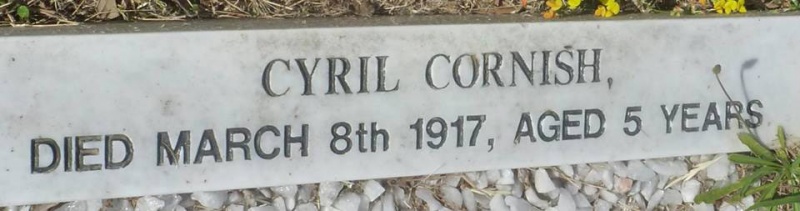 CYRIL CORNISH,
DIED MARCH 8th 1917, AGED 5 YEARS